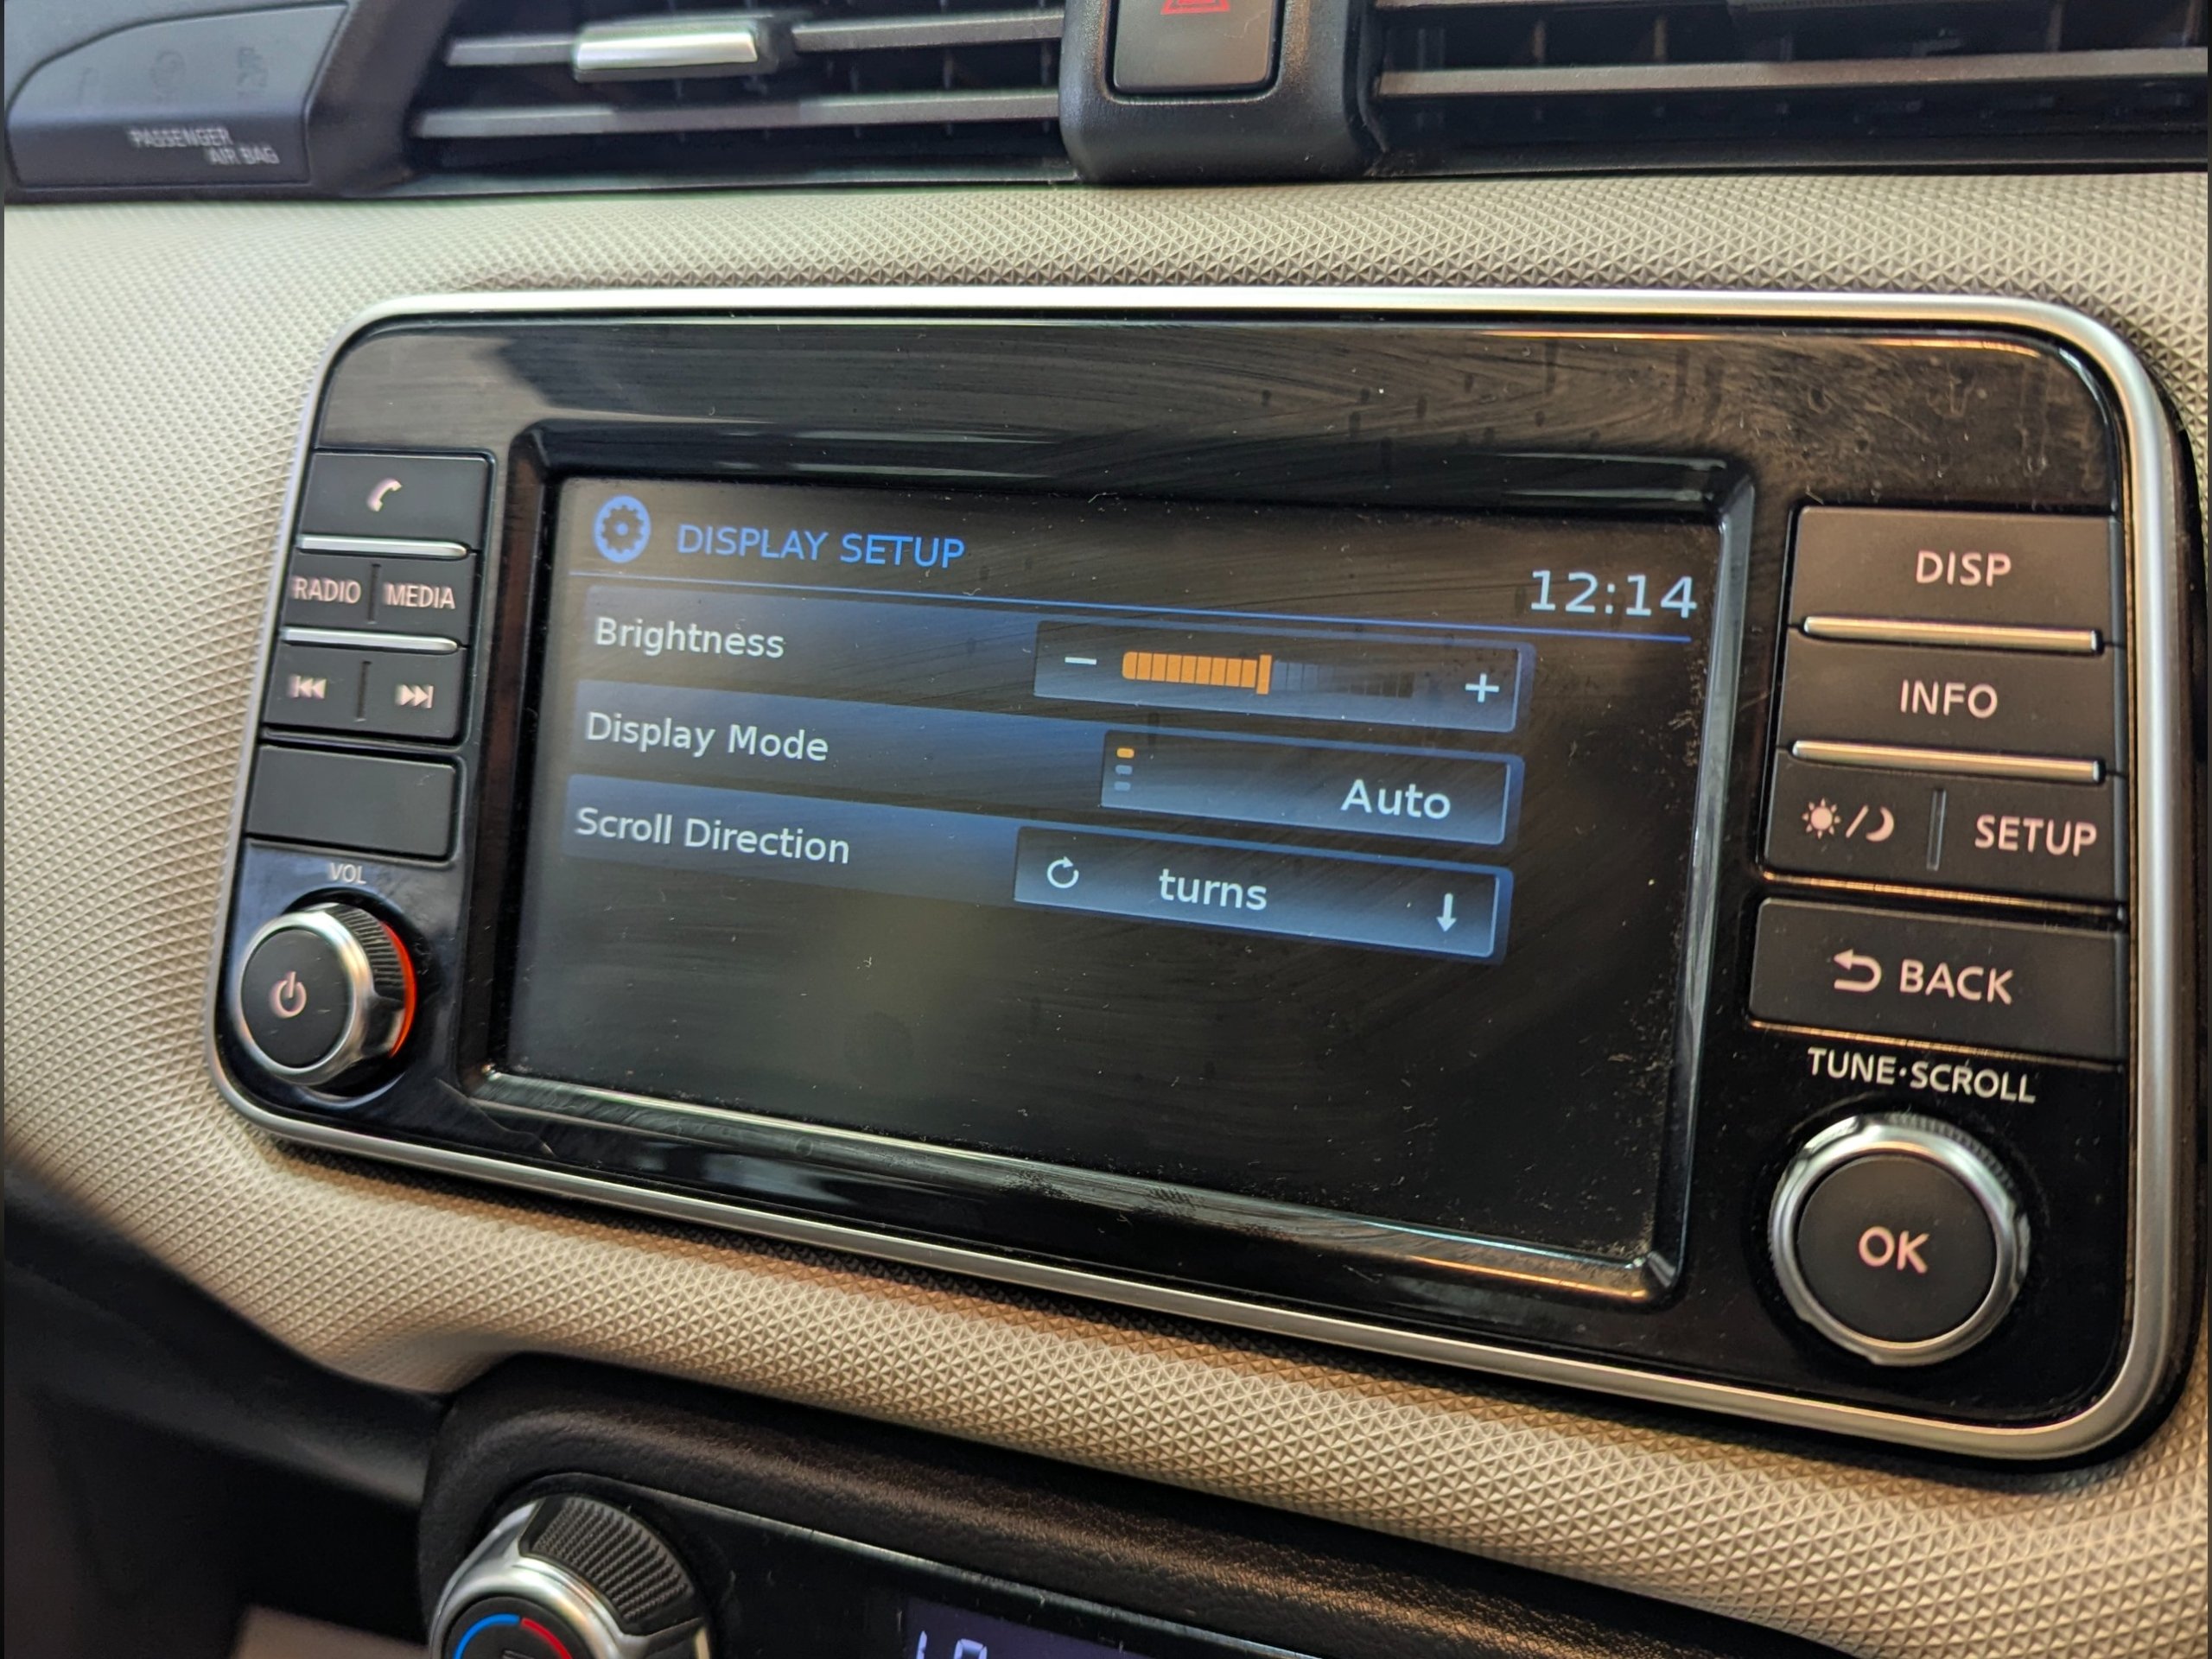 PASSENGER
AIR BAG
DISPLAY SETUP
12:14
Brightness
Display Mode
Auto
Scroll Direction
turns
RADIO MEDIA
VOL
DISP
INFO
SETUP
BACK
TUNE·SCROLL
OK